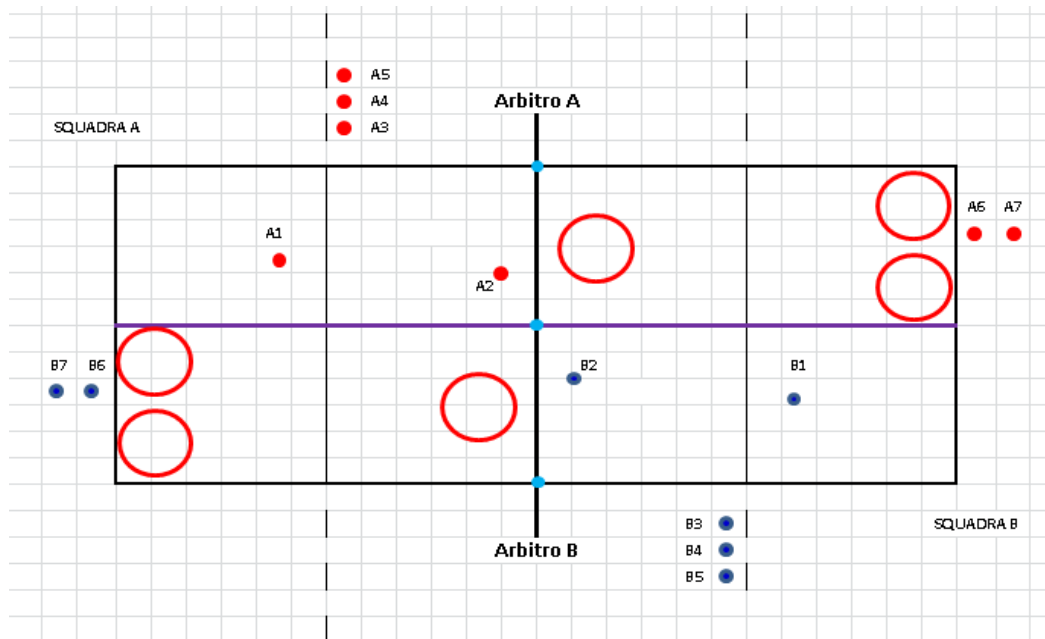 A5
Arbitro A
A4
SQUADRA A
A3
A6 A7
A1
A2
B7 B6
B2
B1
B3
SQUADRA B
B4
Arbitro B
B5